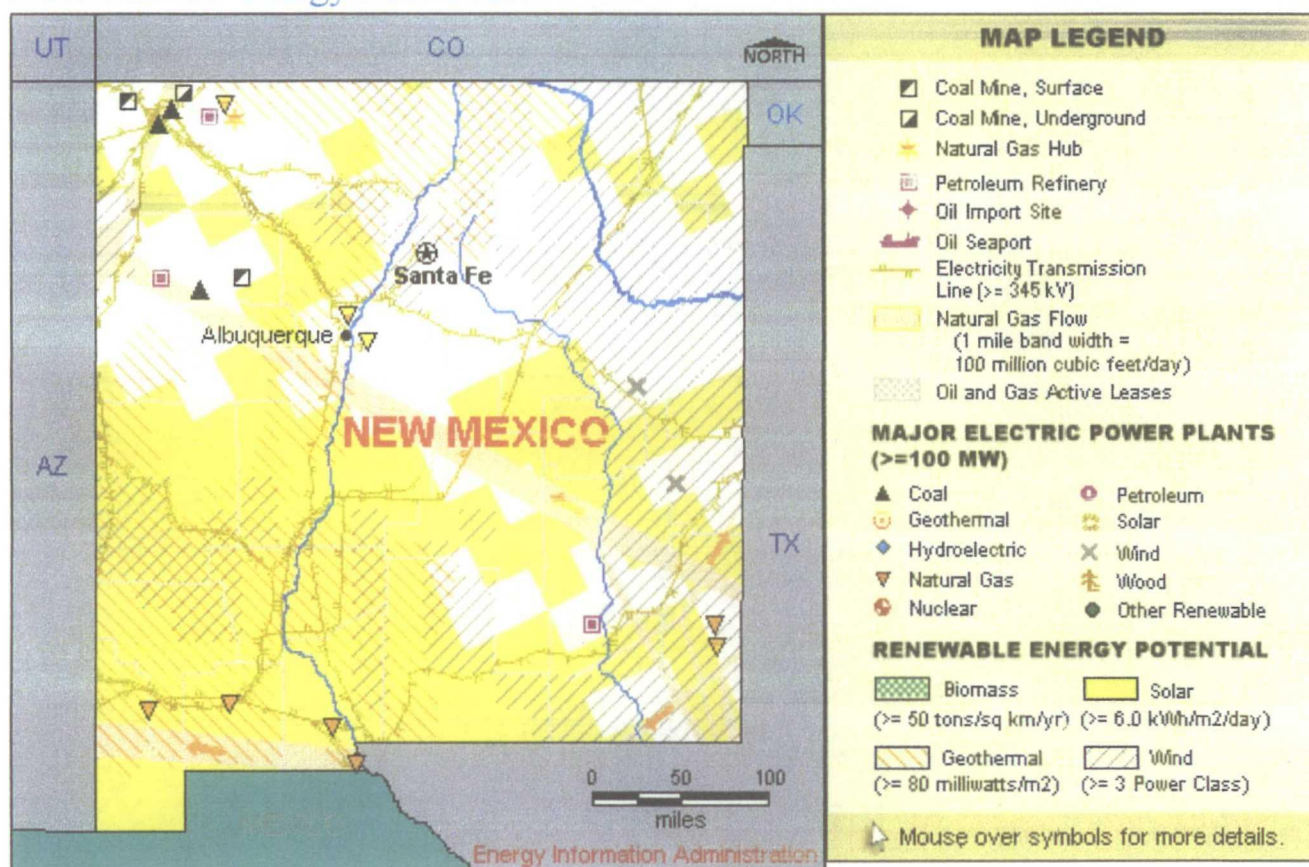 UT
CO
NORTH
OK
Santa Fe
Albuquerque
NEW MEXICO
AZ
TX
0 50 100
miles
Energy Information Administration
MAP LEGEND
Coal Mine, Surface
Coal Mine, Underground
Natural Gas Hub
Petroleum Refinery
Oil Import Site
Oil Seaport
Electricity Transmission
Line (>= 345 kV)
Natural Gas Flow
(1 mile band width =
100 million cubic feet/day)
Oil and Gas Active Leases
MAJOR ELECTRIC POWER PLANTS
(>=100 MW)
Coal
Petroleum
Geothermal
Solar
Hydroelectric
Wind
Natural Gas
Wood
Nuclear
Other Renewable
RENEWABLE ENERGY POTENTIAL
Biomass
Solar
(>= 50 tons/sq km/yr) (>= 6.0 kWh/m2/day)
Geothermal
Wind
(>= 80 milliwatts/m2) (>= 3 Power Class)
Mouse over symbols for more details.